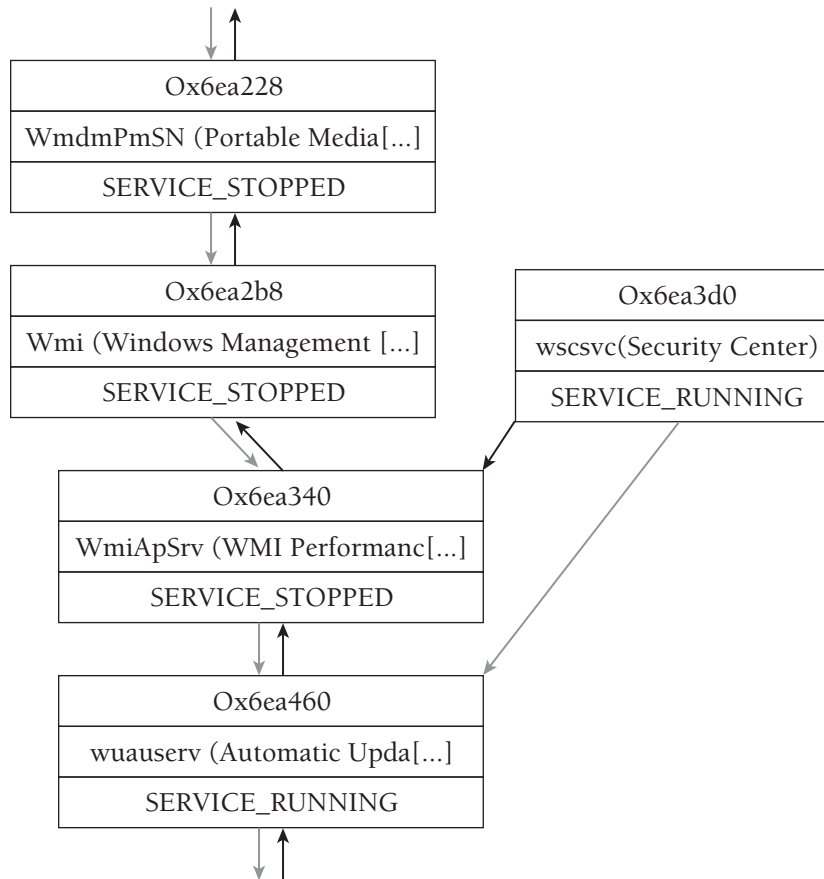 Ox6ea228
WmdmPmSN (Portable Media[...]
SERVICE_STOPPED
Ox6ea2b8
Wmi (Windows Management [...]
SERVICE_STOPPED
Ox6ea3d0
wscsvc(Security Center)
SERVICE_RUNNING
Ox6ea340
WmiApSrv (WMI Performanc[...]
SERVICE_STOPPED
Ox6ea460
wuauserv (Automatic Upda[...]
SERVICE_RUNNING